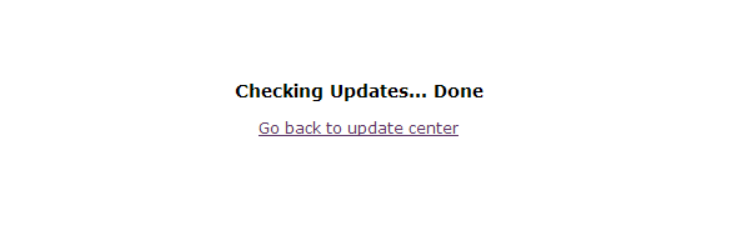 Checking Updates... Done
Go back to update center